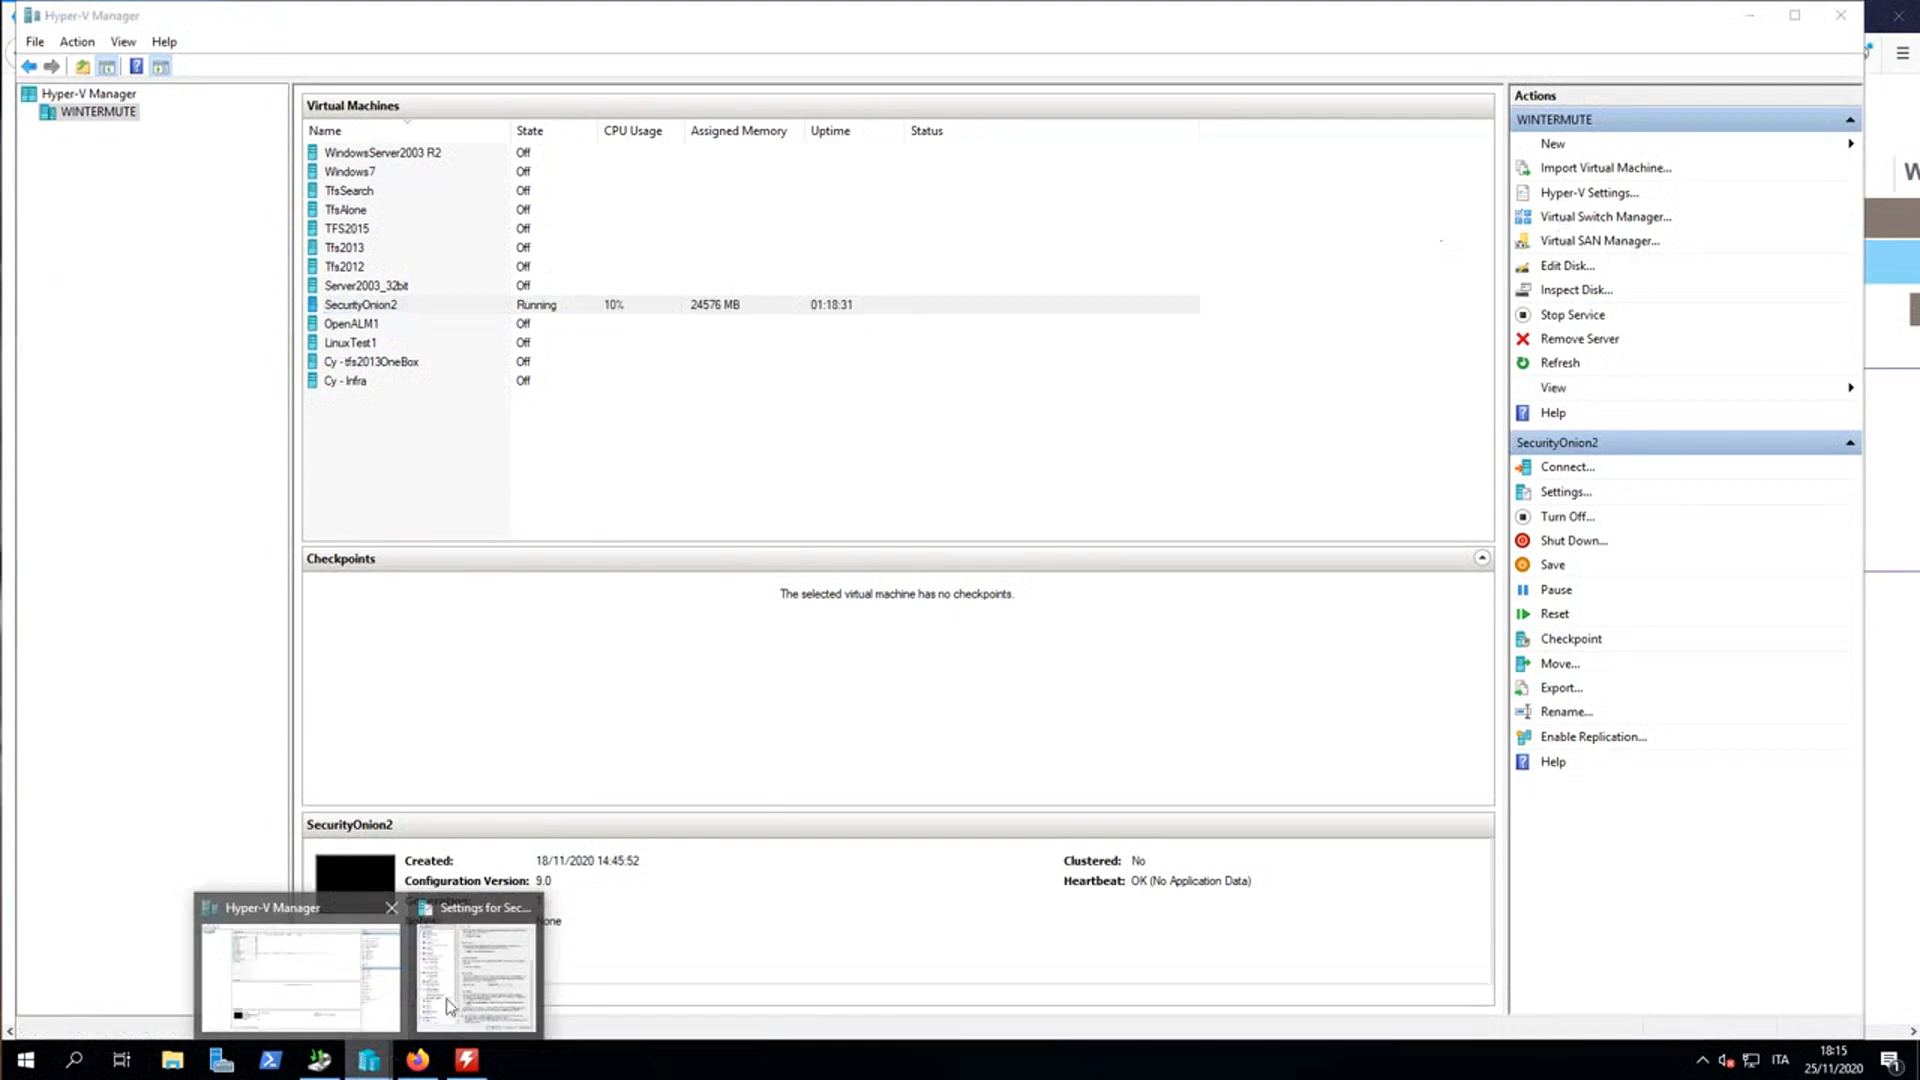 Hyper-V Manager
File Action View Help
Hyper-V Manager
WINTERMUTE
Virtual Machines
Name State CPU Usage Assigned Memory Uptime Status
WindowsServer2003 R2 Off
Windows7 Off
TfsSearch Off
TfsAlone Off
TFS2015 Off
Tfs2013 Off
Tfs2012 Off
Server2003_32bit Off
SecurityOnion2 Running 10% 24576 MB 01:18:31
OpenALM1 Off
LinuxTest1 Off
Cy - tfs2013OneBox Off
Cy - Infra Off
Checkpoints
The selected virtual machine has no checkpoints.
SecurityOnion2
Created: 18/11/2020 14:45:52
Configuration Version: 9.0
None
Clustered: No
Heartbeat: OK (No Application Data)
Actions
WINTERMUTE
New
Import Virtual Machine...
Hyper-V Settings...
Virtual Switch Manager...
Virtual SAN Manager...
Edit Disk...
Inspect Disk...
Stop Service
Remove Server
Refresh
View
Help
SecurityOnion2
Connect...
Settings...
Turn Off...
Shut Down...
Save
Pause
Reset
Checkpoint
Move...
Export...
Rename...
Enable Replication...
Help
W
Hyper-V Manager
Settings for Sec...
ITA
18:15
25/11/2020
1